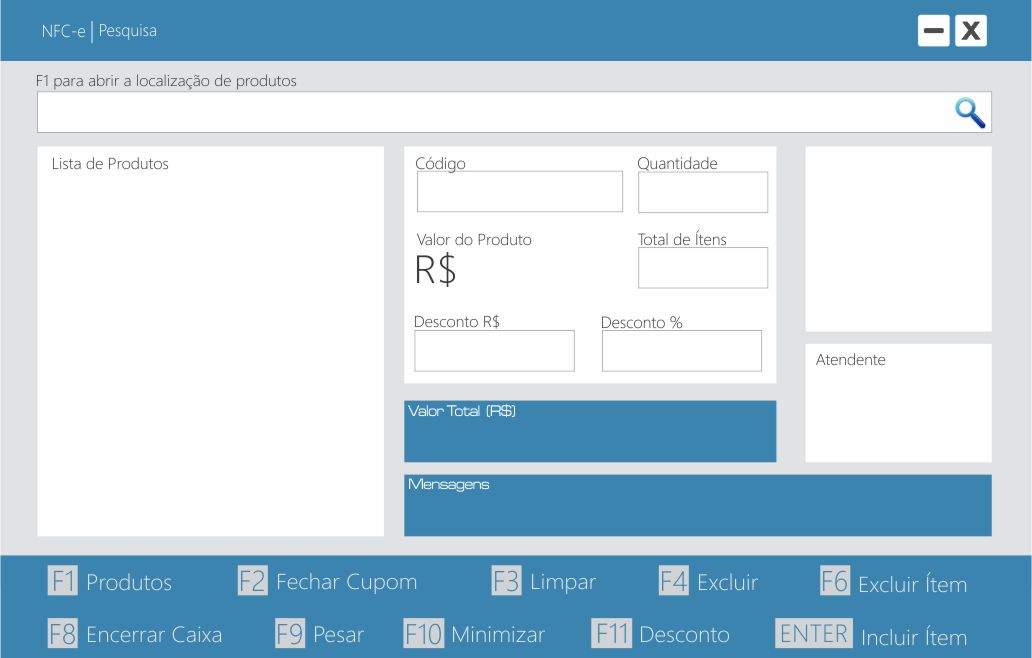 NFC-e | Pesquisa
X
F1 para abrir a localização de produtos
Lista de Produtos
Código
Quantidade
Valor do Produto
R$
Total de Ítens
Desconto R$
Desconto %
Atendente
Valor Total (R$)
Mensagens
F1 Produtos F2 Fechar Cupom F3 Limpar F4 Excluir F6 Excluir Ítem
F8 Encerrar Caixa F9 Pesar F10 Minimizar F11 Desconto ENTER Incluir Ítem